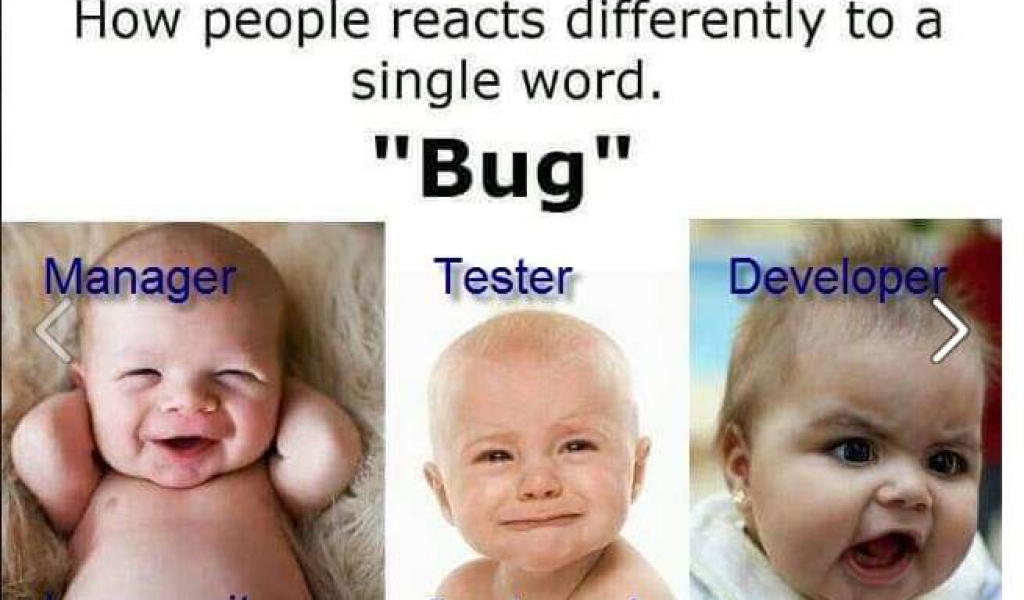 How people reacts differently to a
single word.
"Bug"
Manager
Tester
Developer